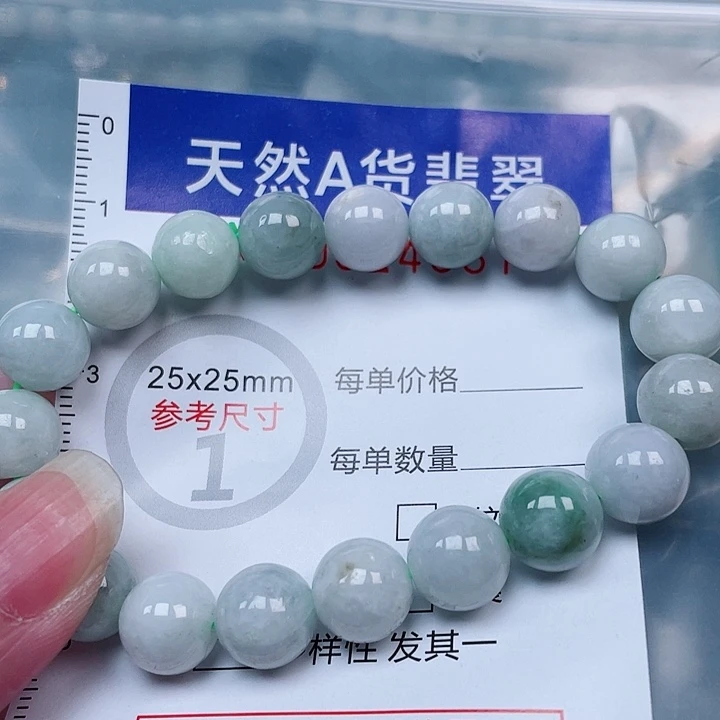 0
天然A货翡翠
1
3
25x25mm
每单价格
参考尺寸
1
每单数量
样性 发其一